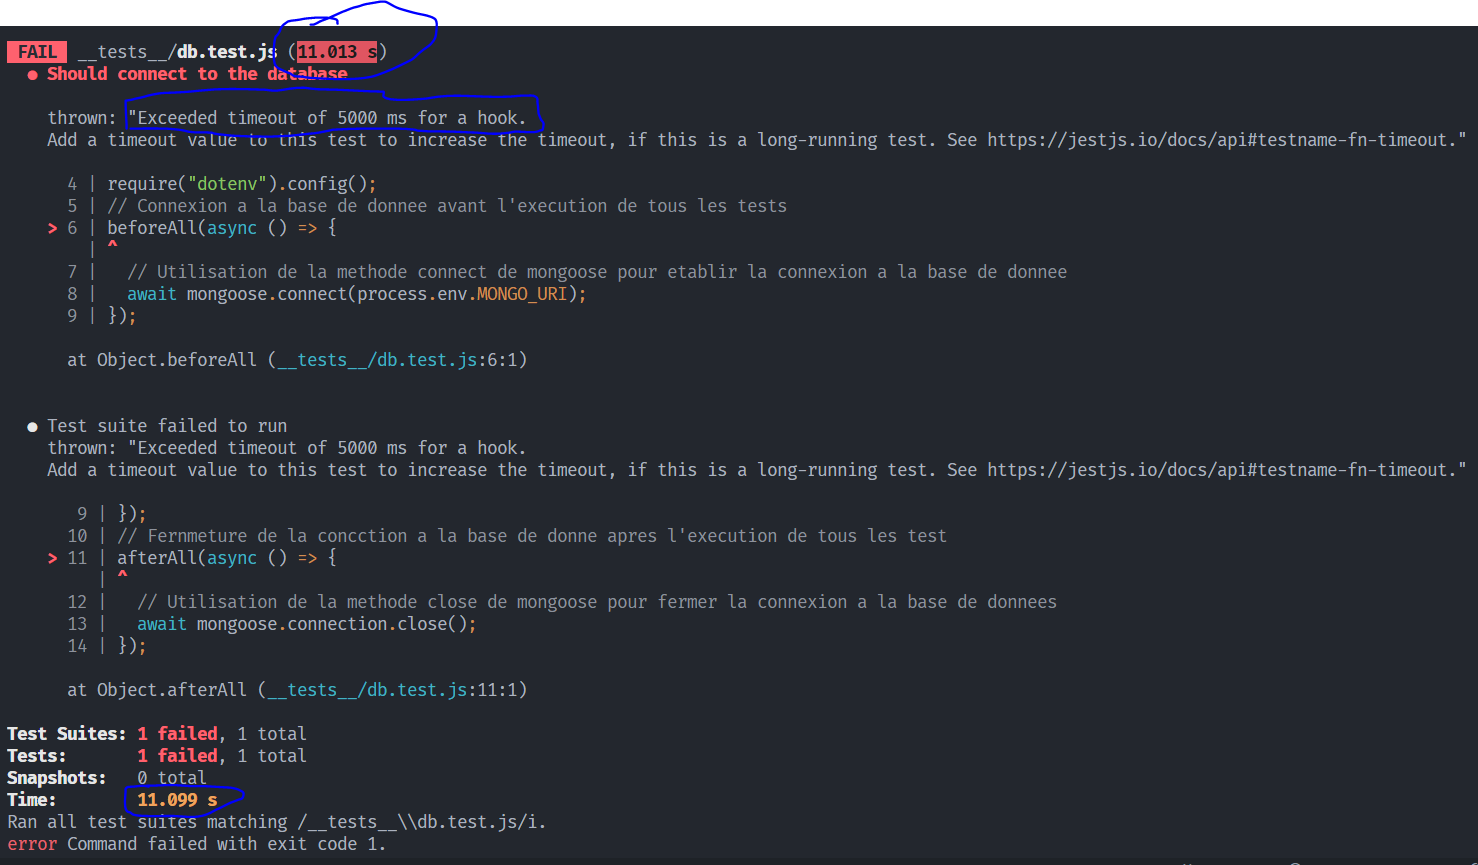 FAIL __tests__/db.test.js (11.013 s)
● Should connect to the database
thrown: "Exceeded timeout of 5000 ms for a hook.
Add a timeout value to this test to increase the timeout, if this is a long-running test. See https://jestjs.io/docs/api#testname-fn-timeout."
4 | require("dotenv").config();
5 | // Connexion a la base de donnee avant l'execution de tous les tests
> 6 | beforeAll(async () => {
| ^
7 | // Utilisation de la methode connect de mongoose pour etablir la connexion a la base de donnee
8 | await mongoose.connect(process.env.MONGO_URI);
9 | });
at Object.beforeAll (__tests__/db.test.js:6:1)
● Test suite failed to run
thrown: "Exceeded timeout of 5000 ms for a hook.
Add a timeout value to this test to increase the timeout, if this is a long-running test. See https://jestjs.io/docs/api#testname-fn-timeout."
9 | });
10 | // Fernmeture de la concction a la base de donne apres l'execution de tous les test
> 11 | afterAll(async () => {
| ^
12 | // Utilisation de la methode close de mongoose pour fermer la connexion a la base de donnees
13 | await mongoose.connection.close();
14 | });
at Object.afterAll (__tests__/db.test.js:11:1)
Test Suites: 1 failed, 1 total
Tests: 1 failed, 1 total
Snapshots: 0 total
Time: 11.099 s
Ran all test suites matching /__tests__\\db.test.js/i.
error Command failed with exit code 1.